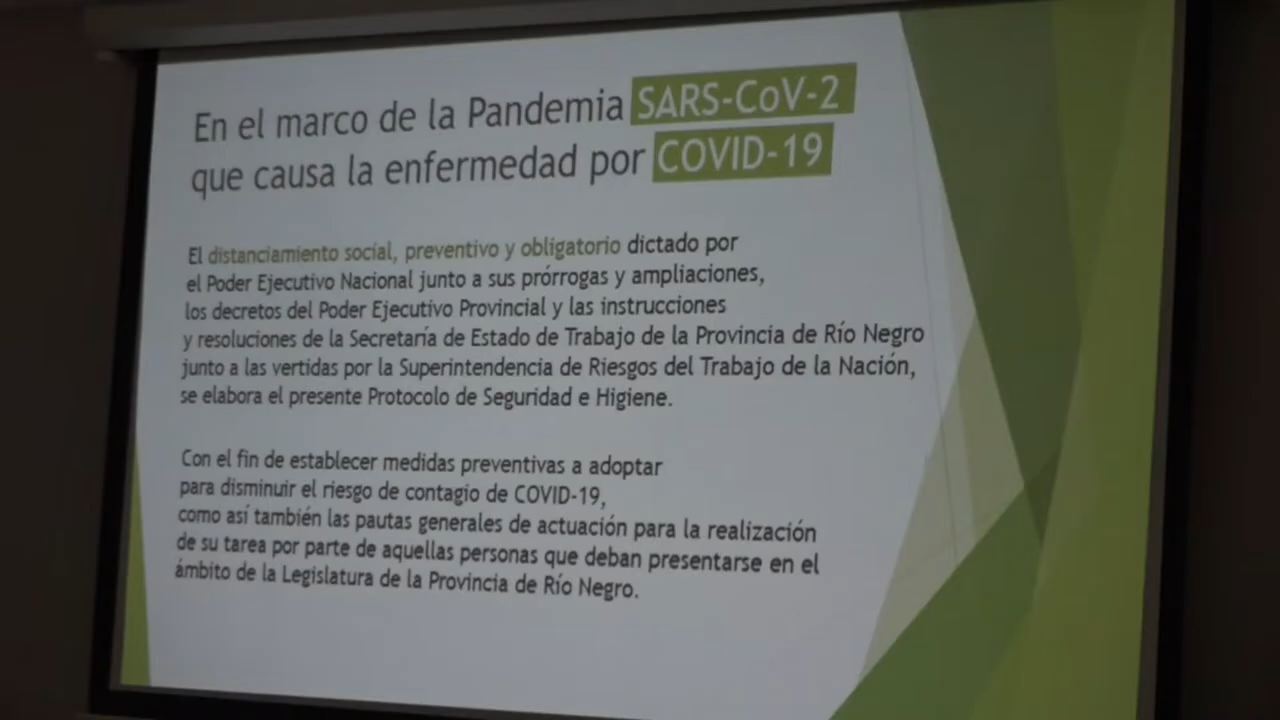 En el marco de la Pandemia SARS-CoV-2
que causa la enfermedad por COVID-19
El distanciamiento social, preventivo y obligatorio dictado por
el Poder Ejecutivo Nacional junto a sus prórrogas y ampliaciones,
los decretos del Poder Ejecutivo Provincial y las instrucciones
y resoluciones de la Secretaría de Estado de Trabajo de la Provincia de Río Negro
junto a las vertidas por la Superintendencia de Riesgos del Trabajo de la Nación,
se elabora el presente Protocolo de Seguridad e Higiene.
Con el fin de establecer medidas preventivas a adoptar
para disminuir el riesgo de contagio de COVID-19,
como así también las pautas generales de actuación para la realización
de su tarea por parte de aquellas personas que deban presentarse en el
ámbito de la Legislatura de la Provincia de Río Negro.